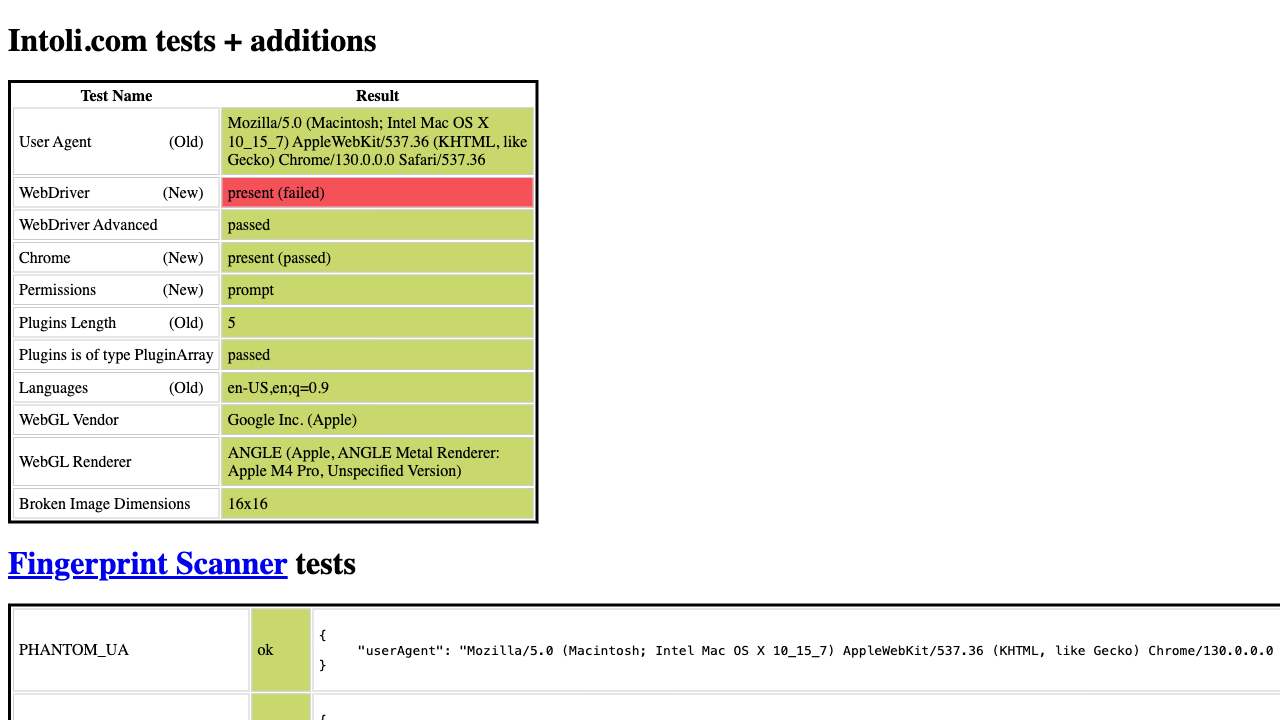 Intoli.com tests + additions
Test Name Result
User Agent (Old) Mozilla/5.0 (Macintosh; Intel Mac OS X
10_15_7) AppleWebKit/537.36 (KHTML, like
Gecko) Chrome/130.0.0.0 Safari/537.36
WebDriver (New) present (failed)
WebDriver Advanced passed
Chrome (New) present (passed)
Permissions (New) prompt
Plugins Length (Old) 5
Plugins is of type PluginArray passed
Languages (Old) en-US,en;q=0.9
WebGL Vendor Google Inc. (Apple)
WebGL Renderer ANGLE (Apple, ANGLE Metal Renderer:
Apple M4 Pro, Unspecified Version)
Broken Image Dimensions 16x16
Fingerprint Scanner tests
PHANTOM_UA ok {
"userAgent": "Mozilla/5.0 (Macintosh; Intel Mac OS X 10_15_7) AppleWebKit/537.36 (KHTML, like Gecko) Chrome/130.0.0.0
}
{